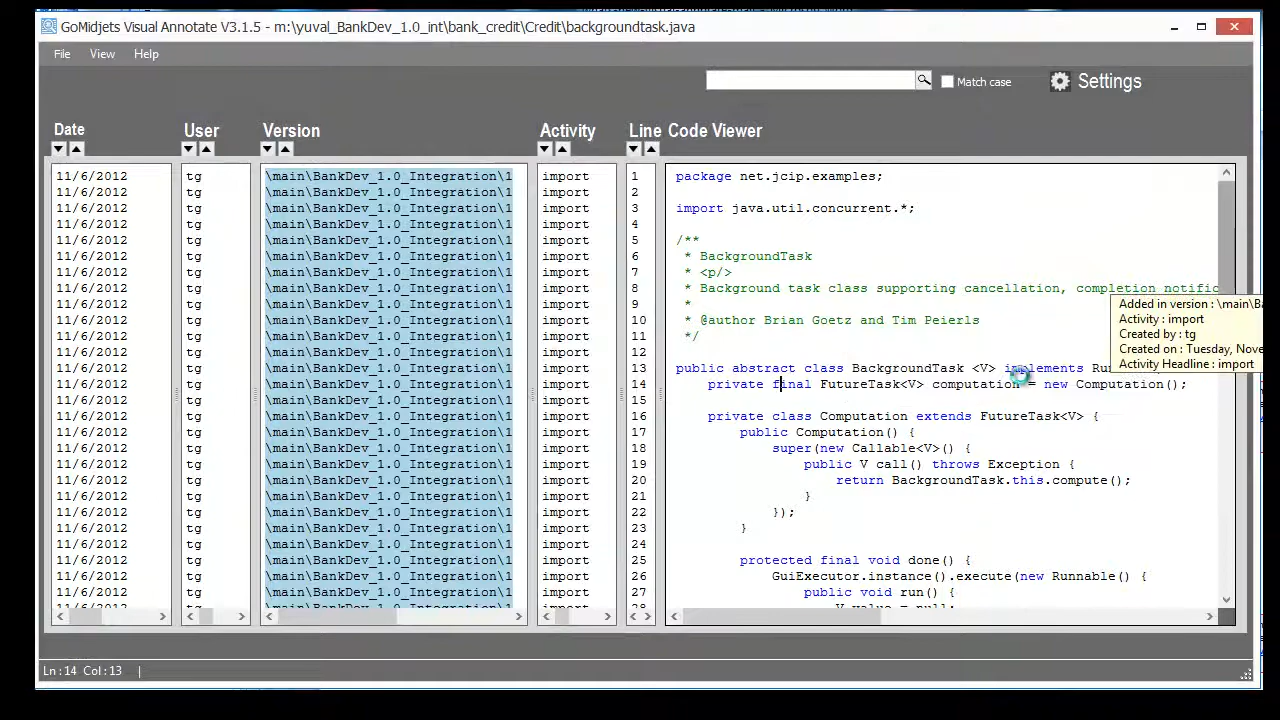 GoMidjets Visual Annotate V3.1.5 - m:\yuval_BankDev_1.0_int\bank_credit\Credit\backgroundtask.java
File View Help
Match case Settings
Date User Version Activity Line Code Viewer
11/6/2012 tg \main\BankDev_1.0_Integration\1 import 1 package net.jcip.examples;
11/6/2012 tg \main\BankDev_1.0_Integration\1 import 2
11/6/2012 tg \main\BankDev_1.0_Integration\1 import 3 import java.util.concurrent.*;
11/6/2012 tg \main\BankDev_1.0_Integration\1 import 4
11/6/2012 tg \main\BankDev_1.0_Integration\1 import 5 /**
11/6/2012 tg \main\BankDev_1.0_Integration\1 import 6 * BackgroundTask
11/6/2012 tg \main\BankDev_1.0_Integration\1 import 7 * <p/>
11/6/2012 tg \main\BankDev_1.0_Integration\1 import 8 * Background task class supporting cancellation, completion notific
11/6/2012 tg \main\BankDev_1.0_Integration\1 import 9 *
11/6/2012 tg \main\BankDev_1.0_Integration\1 import 10 * @author Brian Goetz and Tim Peierls
11/6/2012 tg \main\BankDev_1.0_Integration\1 import 11 */
11/6/2012 tg \main\BankDev_1.0_Integration\1 import 12
11/6/2012 tg \main\BankDev_1.0_Integration\1 import 13 public abstract class BackgroundTask <V> implements Ru
11/6/2012 tg \main\BankDev_1.0_Integration\1 import 14 private final FutureTask<V> computation = new Computation();
11/6/2012 tg \main\BankDev_1.0_Integration\1 import 15
11/6/2012 tg \main\BankDev_1.0_Integration\1 import 16 private class Computation extends FutureTask<V> {
11/6/2012 tg \main\BankDev_1.0_Integration\1 import 17 public Computation() {
11/6/2012 tg \main\BankDev_1.0_Integration\1 import 18 super(new Callable<V>() {
11/6/2012 tg \main\BankDev_1.0_Integration\1 import 19 public V call() throws Exception {
11/6/2012 tg \main\BankDev_1.0_Integration\1 import 20 return BackgroundTask.this.compute();
11/6/2012 tg \main\BankDev_1.0_Integration\1 import 21 }
11/6/2012 tg \main\BankDev_1.0_Integration\1 import 22 });
11/6/2012 tg \main\BankDev_1.0_Integration\1 import 23 }
11/6/2012 tg \main\BankDev_1.0_Integration\1 import 24
11/6/2012 tg \main\BankDev_1.0_Integration\1 import 25 protected final void done() {
11/6/2012 tg \main\BankDev_1.0_Integration\1 import 26 GuiExecutor.instance().execute(new Runnable() {
11/6/2012 tg \main\BankDev_1.0_Integration\1 import 27 public void run() {
11/6/2012 tg \main\BankDev_1.0_Integration\1 import 28 V value = null;
Added in version : \main\Ba
Activity : import
Created by : tg
Created on : Tuesday, Nove
Activity Headline : import
Ln:14 Col:13 |